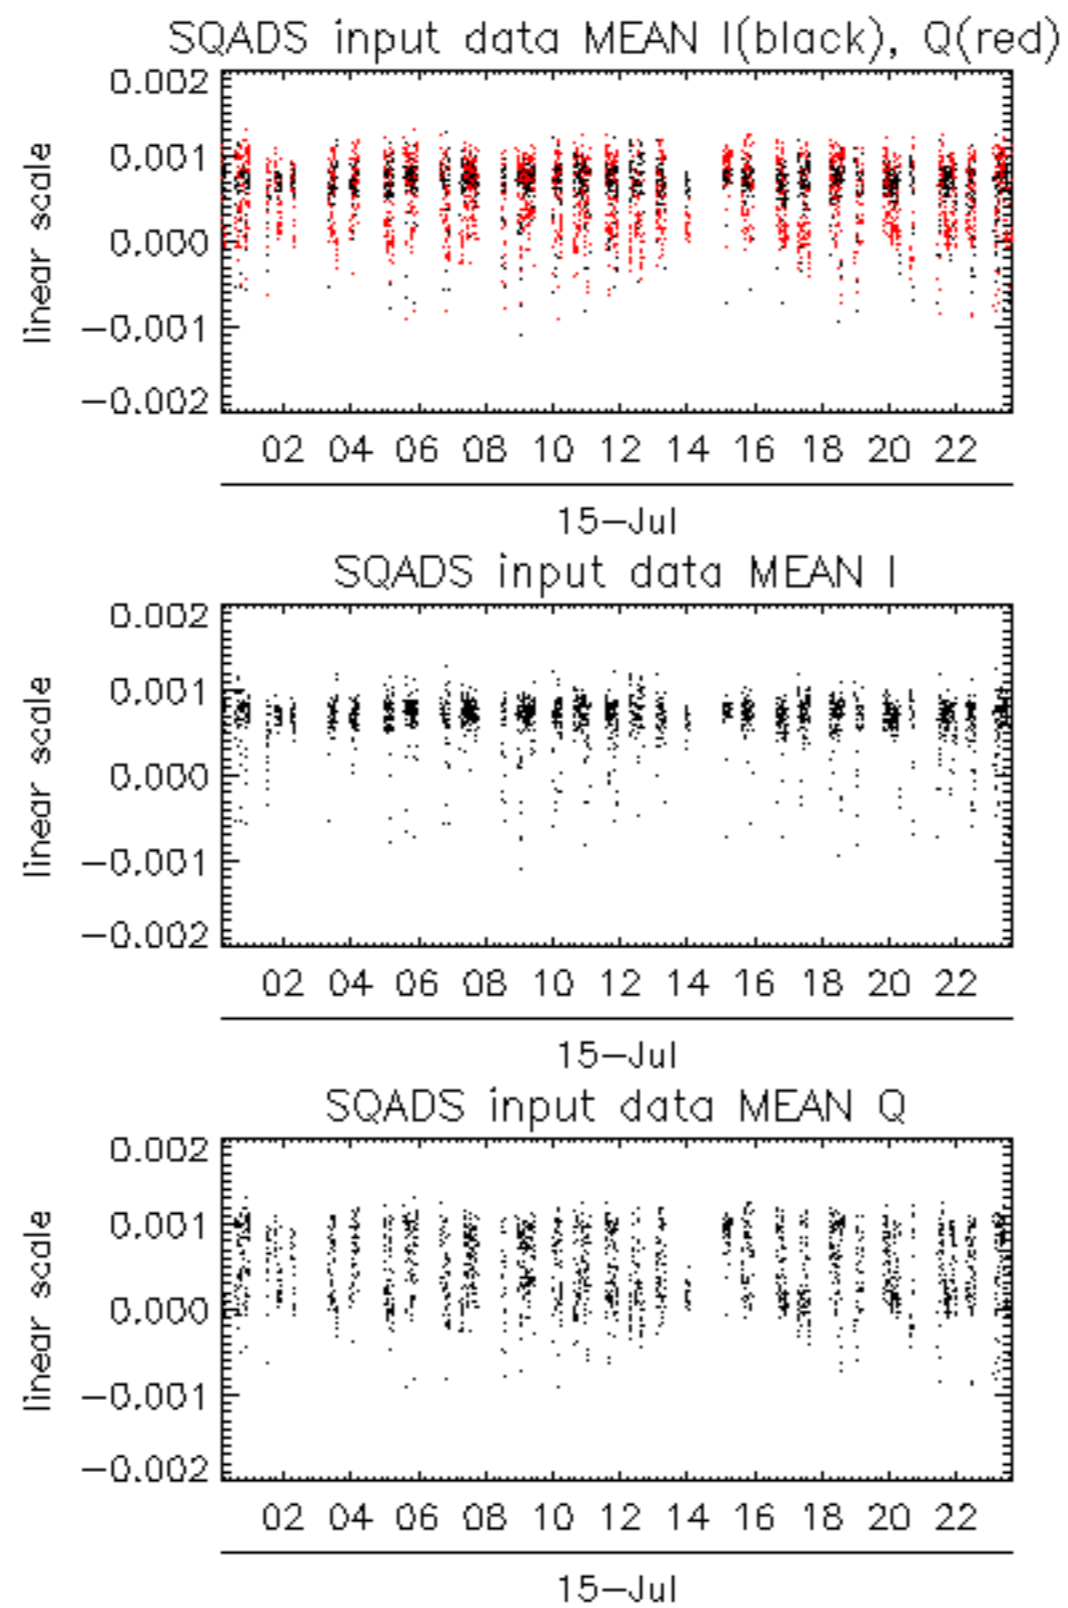 SQADS input data MEAN I(black), Q(red)
0.002
0.001
0.000
−0.001
−0.002
linear scale
02 04 06 08 10 12 14 16 18 20 22
15−Jul
SQADS input data MEAN I
0.002
0.001
0.000
−0.001
−0.002
linear scale
02 04 06 08 10 12 14 16 18 20 22
15−Jul
SQADS input data MEAN Q
0.002
0.001
0.000
−0.001
−0.002
linear scale
02 04 06 08 10 12 14 16 18 20 22
15−Jul